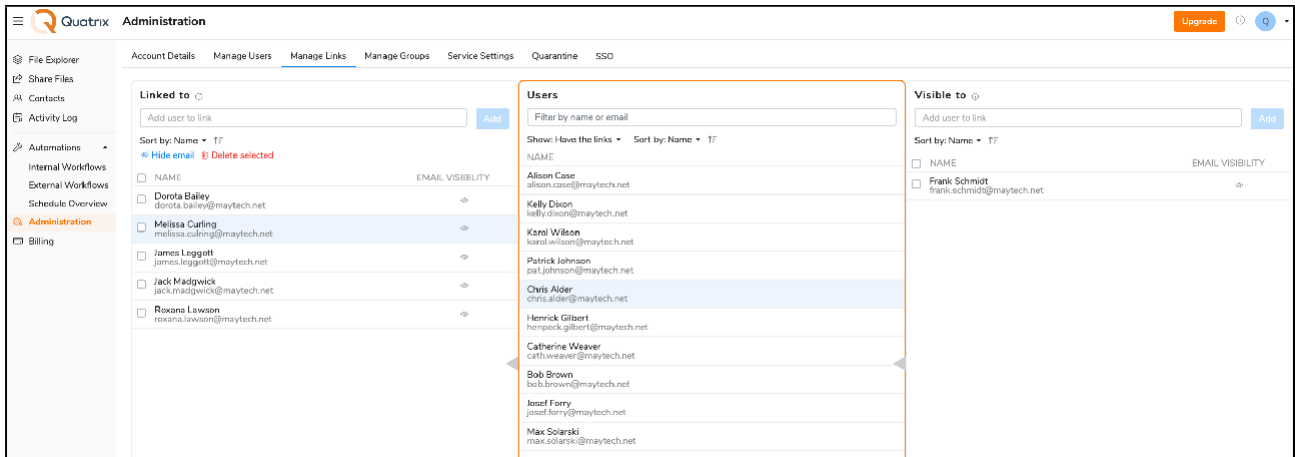 Quatrix
Administration
Upgrade
Q
File Explorer
Share Files
Contacts
Activity Log
Automations
Internal Workflows
External Workflows
Schedule Overview
Administration
Billing
Account Details
Manage Users
Manage Links
Manage Groups
Service Settings
Quarantine
SSO
Linked to
Add user to link
Add
Sort by: Name
Hide email
Delete selected
NAME
EMAIL VISIBILITY
Dorota Bailey
dorota.bailey@maytech.net
Melissa Curling
melissa.culring@maytech.net
James Leggott
james.leggott@maytech.net
Jack Madgwick
jack.madgwick@maytech.net
Roxana Lawson
roxana.lawson@maytech.net
Users
Filter by name or email
Show: Have the links
Sort by: Name
NAME
Alison Case
alison.case@maytech.net
Kelly Dixon
kelly.dixon@maytech.net
Karol Wilson
karol.wilson@maytech.net
Patrick Johnson
pat.johnson@maytech.net
Chris Alder
chris.alder@maytech.net
Henrick Gilbert
henpeck.gilbert@maytech.net
Catherine Weaver
cath.weaver@maytech.net
Bob Brown
bob.brown@maytech.net
Josef Forry
josef.forry@maytech.net
Max Solarski
max.solarski@maytech.net
Visible to
Add user to link
Add
Sort by: Name
NAME
EMAIL VISIBILITY
Frank Schmidt
frank.schmidt@maytech.net